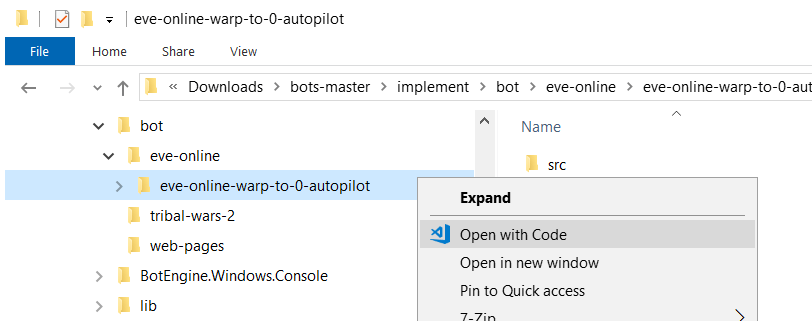 eve-online-warp-to-0-autopilot
File Home Share View
« Downloads > bots-master > implement > bot > eve-online > eve-online-warp-to-0-aut
bot
Name
eve-online
src
eve-online-warp-to-0-autopilot
Expand
tribal-wars-2
Open with Code
web-pages
Open in new window
BotEngine.Windows.Console
Pin to Quick access
lib
7-Zip